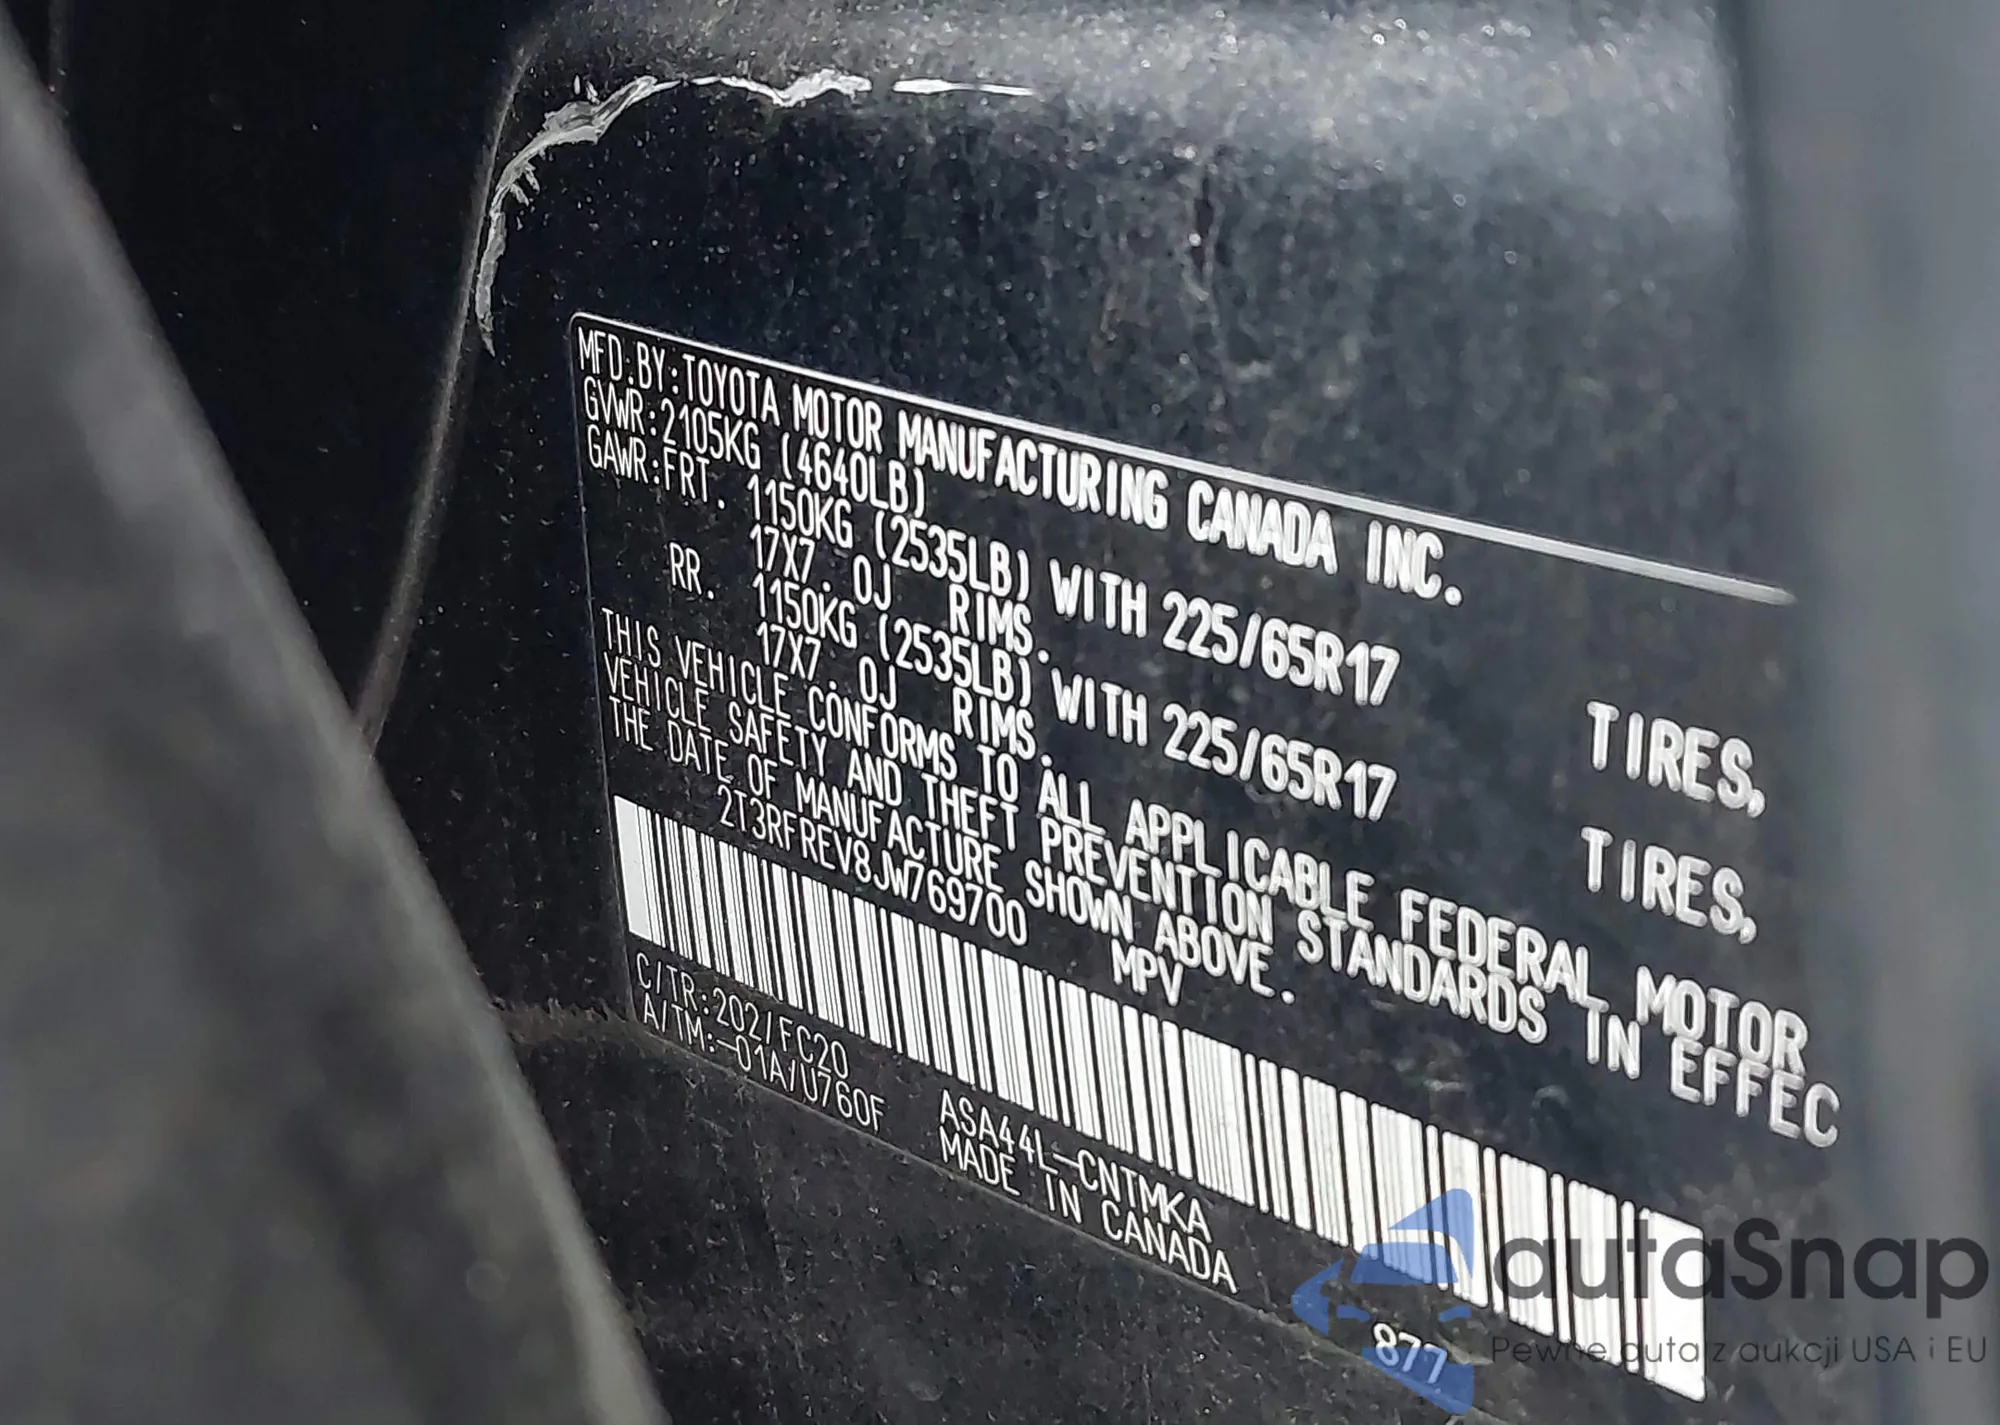 MFD.BY:TOYOTA MOTOR MANUFACTURING CANADA INC.
GVWR:2105KG (4640LB)
GAWR:FRT. 1150KG (2535LB) WITH 225/65R17 TIRES,
17X7.0J RIMS.
RR. 1150KG (2535LB) WITH 225/65R17 TIRES,
17X7.0J RIMS.
THIS VEHICLE CONFORMS TO ALL APPLICABLE FEDERAL MOTOR
VEHICLE SAFETY AND THEFT PREVENTION STANDARDS IN EFFEC
THE DATE OF MANUFACTURE SHOWN ABOVE.
2T3RFREV8JW769700 MPV
C/TR:202/FC20 ASA44L-CNTMKA
A/TM:-01A/U760F MADE IN CANADA
877
autaSnap
Pewne auta z aukcji USA i EU